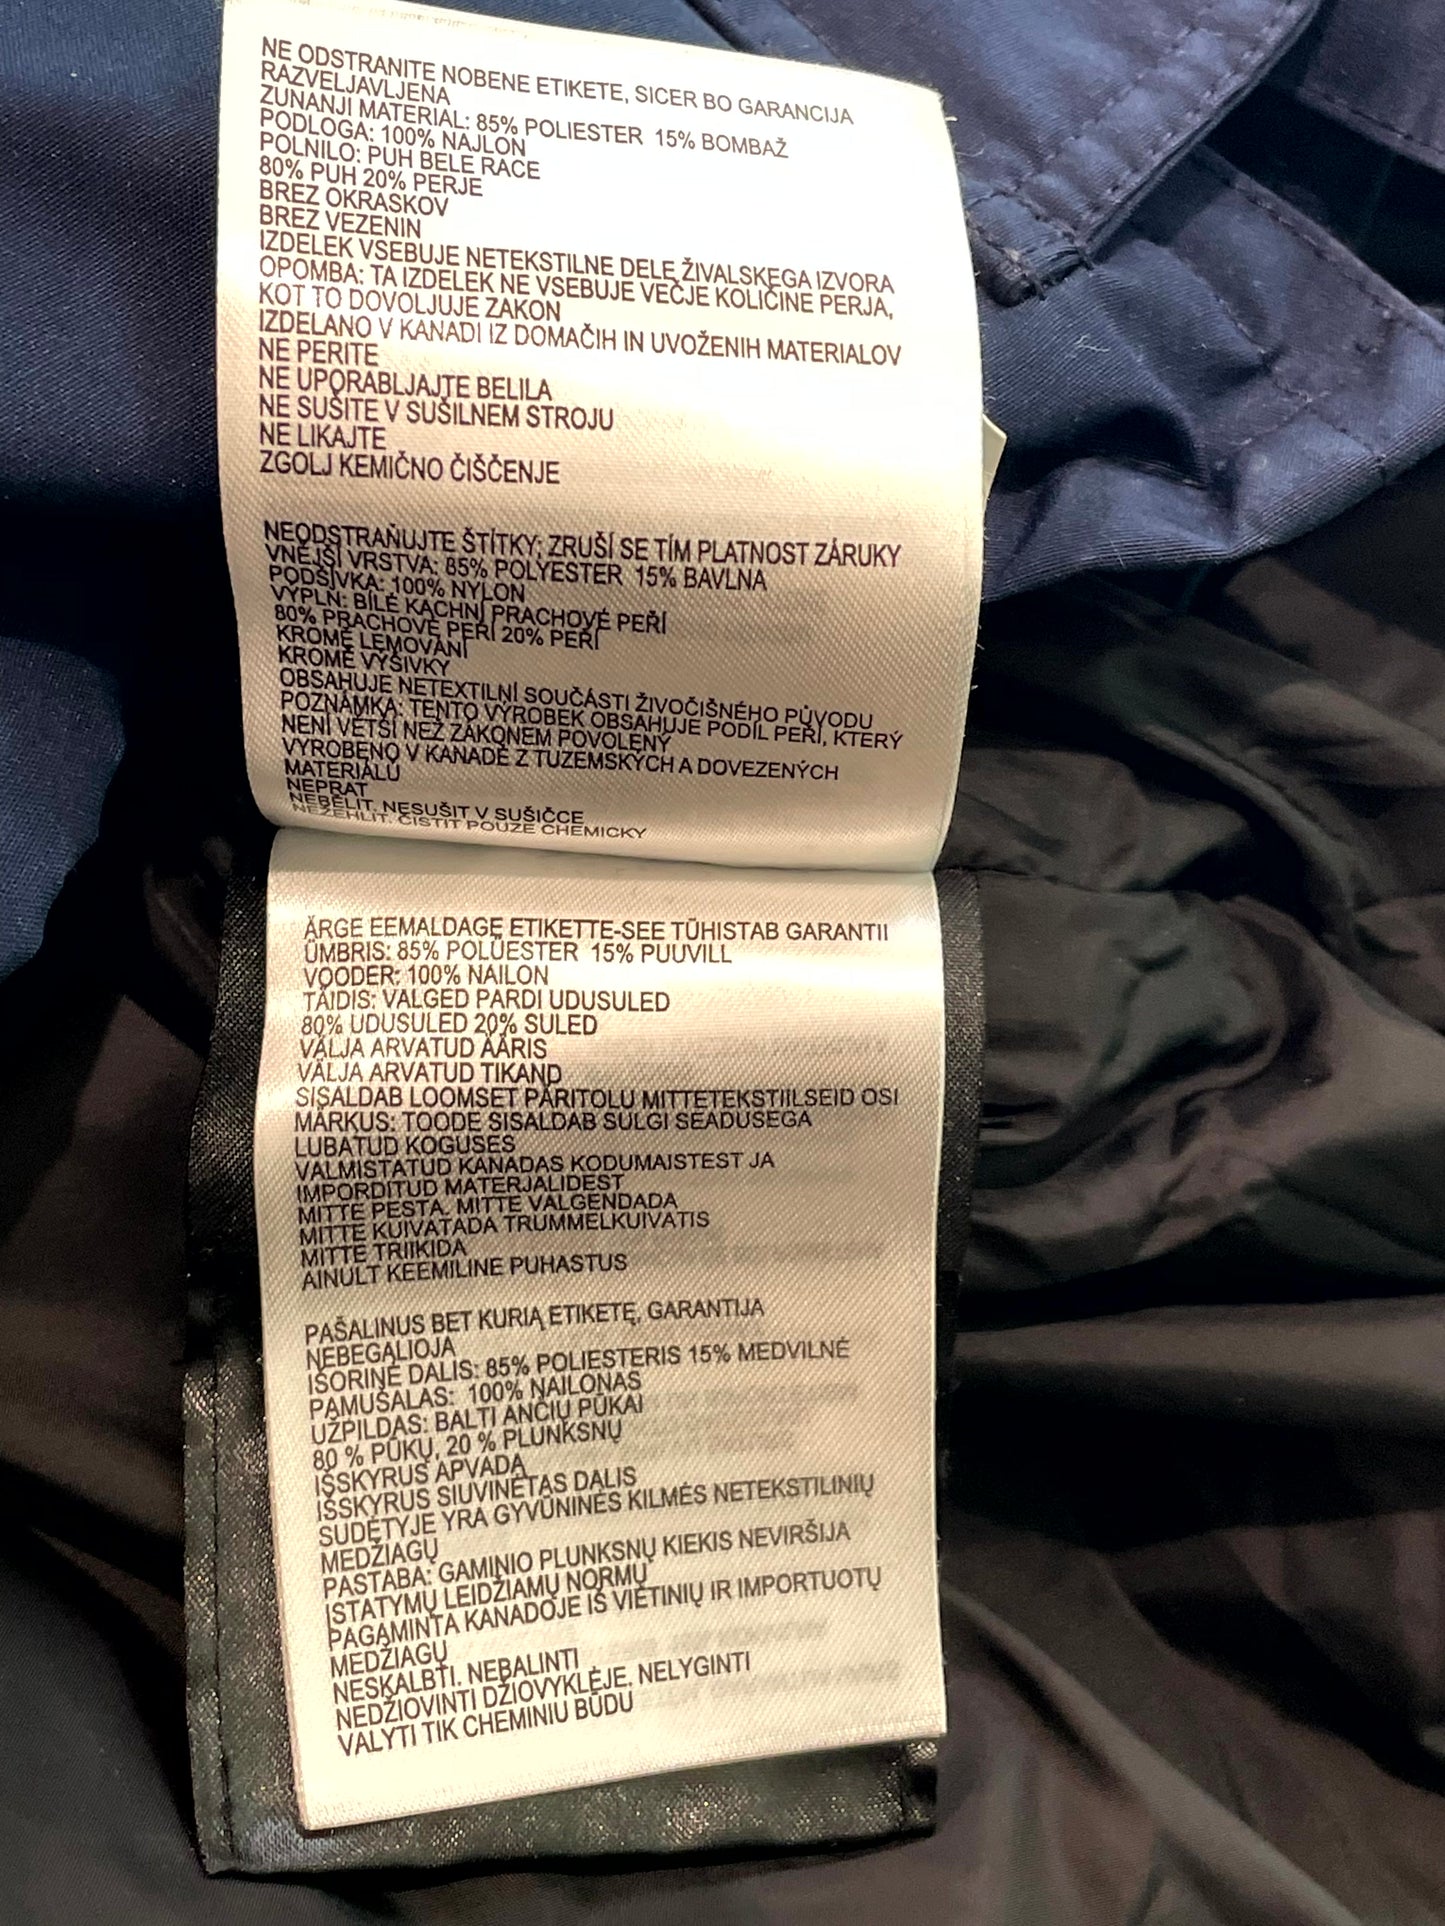 NE ODSTRANITE NOBENE ETIKETE, SICER BO GARANCIJA
RAZVELJAVLJENA
ZUNANJI MATERIAL: 85% POLIESTER 15% BOMBAŽ
PODLOGA: 100% NAJLON
POLNILO: PUH BELE RACE
80% PUH 20% PERJE
BREZ OKRASKOV
BREZ VEZENIN
IZDELEK VSEBUJE NETEKSTILNE DELE ŽIVALSKEGA IZVORA
OPOMBA: TA IZDELEK NE VSEBUJE VEČJE KOLIČINE PERJA,
KOT TO DOVOLJUJE ZAKON
IZDELANO V KANADI IZ DOMAČIH IN UVOŽENIH MATERIALOV
NE PERITE
NE UPORABLJAJTE BELILA
NE SUŠITE V SUŠILNEM STROJU
NE LIKAJTE
ZGOLJ KEMIČNO ČIŠČENJE
NEODSTRAŇUJTE ŠTÍTKY; ZRUŠÍ SE TÍM PLATNOST ZÁRUKY
VNĚJŠÍ VRSTVA: 85% POLYESTER 15% BAVLNA
PODŠÍVKA: 100% NYLON
VÝPLŇ: BÍLÉ KACHNÍ PRACHOVÉ PEŘÍ
80% PRACHOVÉ PEŘÍ 20% PEŘÍ
KROMĚ LEMOVÁNÍ
KROMĚ VÝŠIVKY
OBSAHUJE NETEXTILNÍ SOUČÁSTI ŽIVOČIŠNÉHO PŮVODU
POZNÁMKA: TENTO VÝROBEK OBSAHUJE PODÍL PEŘÍ, KTERÝ
NENÍ VĚTŠÍ NEŽ ZÁKONEM POVOLENÝ
VYROBENO V KANADĚ Z TUZEMSKÝCH A DOVEZENÝCH
MATERIÁLŮ
NEPRAT
NEBĚLIT. NESUŠIT V SUŠIČCE
NEŽEHLIT. ČISTIT POUZE CHEMICKY
ÄRGE EEMALDAGE ETIKETTE-SEE TÜHISTAB GARANTII
ÜMBRIS: 85% POLÜESTER 15% PUUVILL
VOODER: 100% NAILON
TÄIDIS: VALGED PARDI UDUSULED
80% UDUSULED 20% SULED
VÄLJA ARVATUD ÄÄRIS
VÄLJA ARVATUD TIKAND
SISALDAB LOOMSET PÄRITOLU MITTETEKSTIILSEID OSI
MÄRKUS: TOODE SISALDAB SULGI SEADUSEGA
LUBATUD KOGUSES
VALMISTATUD KANADAS KODUMAISTEST JA
IMPORDITUD MATERJALIDEST
MITTE PESTA. MITTE VALGENDADA
MITTE KUIVATADA TRUMMELKUIVATIS
MITTE TRIIKIDA
AINULT KEEMILINE PUHASTUS
PAŠALINUS BET KURIĄ ETIKETĘ, GARANTIJA
NEBEGALIOJA
IŠORINĖ DALIS: 85% POLIESTERIS 15% MEDVILNĖ
PAMUŠALAS: 100% NAILONAS
UŽPILDAS: BALTI ANČIŲ PŪKAI
80 % PŪKŲ, 20 % PLUNKSNŲ
IŠSKYRUS APVADĄ
IŠSKYRUS SIUVINĖTAS DALIS
SUDĖTYJE YRA GYVŪNINĖS KILMĖS NETEKSTILINIŲ
MEDŽIAGŲ
PASTABA: GAMINIO PLUNKSNŲ KIEKIS NEVIRŠIJA
ĮSTATYMŲ LEIDŽIAMŲ NORMŲ
PAGAMINTA KANADOJE IŠ VIETINIŲ IR IMPORTUOTŲ
MEDŽIAGŲ
NESKALBTI. NEBALINTI
NEDŽIOVINTI DŽIOVYKLĖJE. NELYGINTI
VALYTI TIK CHEMINIU BŪDU